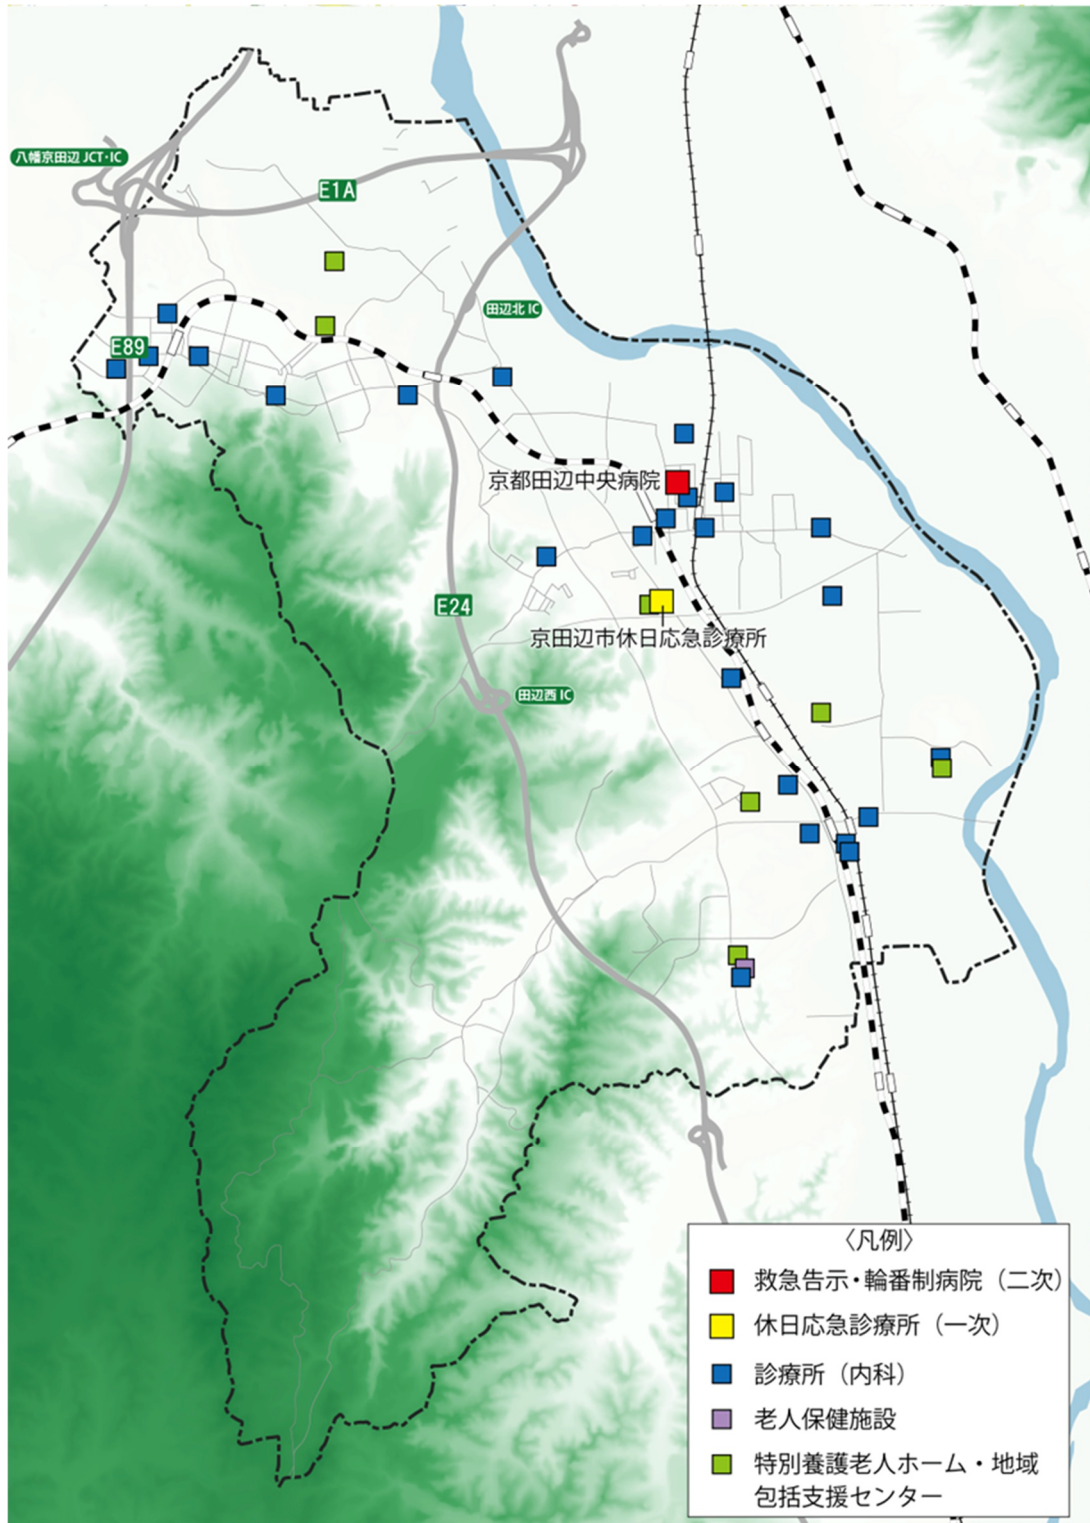 八幡京田辺 JCT・IC
E1A
田辺北 IC
E89
京都田辺中央病院
E24
京田辺市休日応急診療所
田辺西 IC
〈凡例〉
救急告示・輪番制病院（二次）
休日応急診療所（一次）
診療所（内科）
老人保健施設
特別養護老人ホーム・地域
包括支援センター